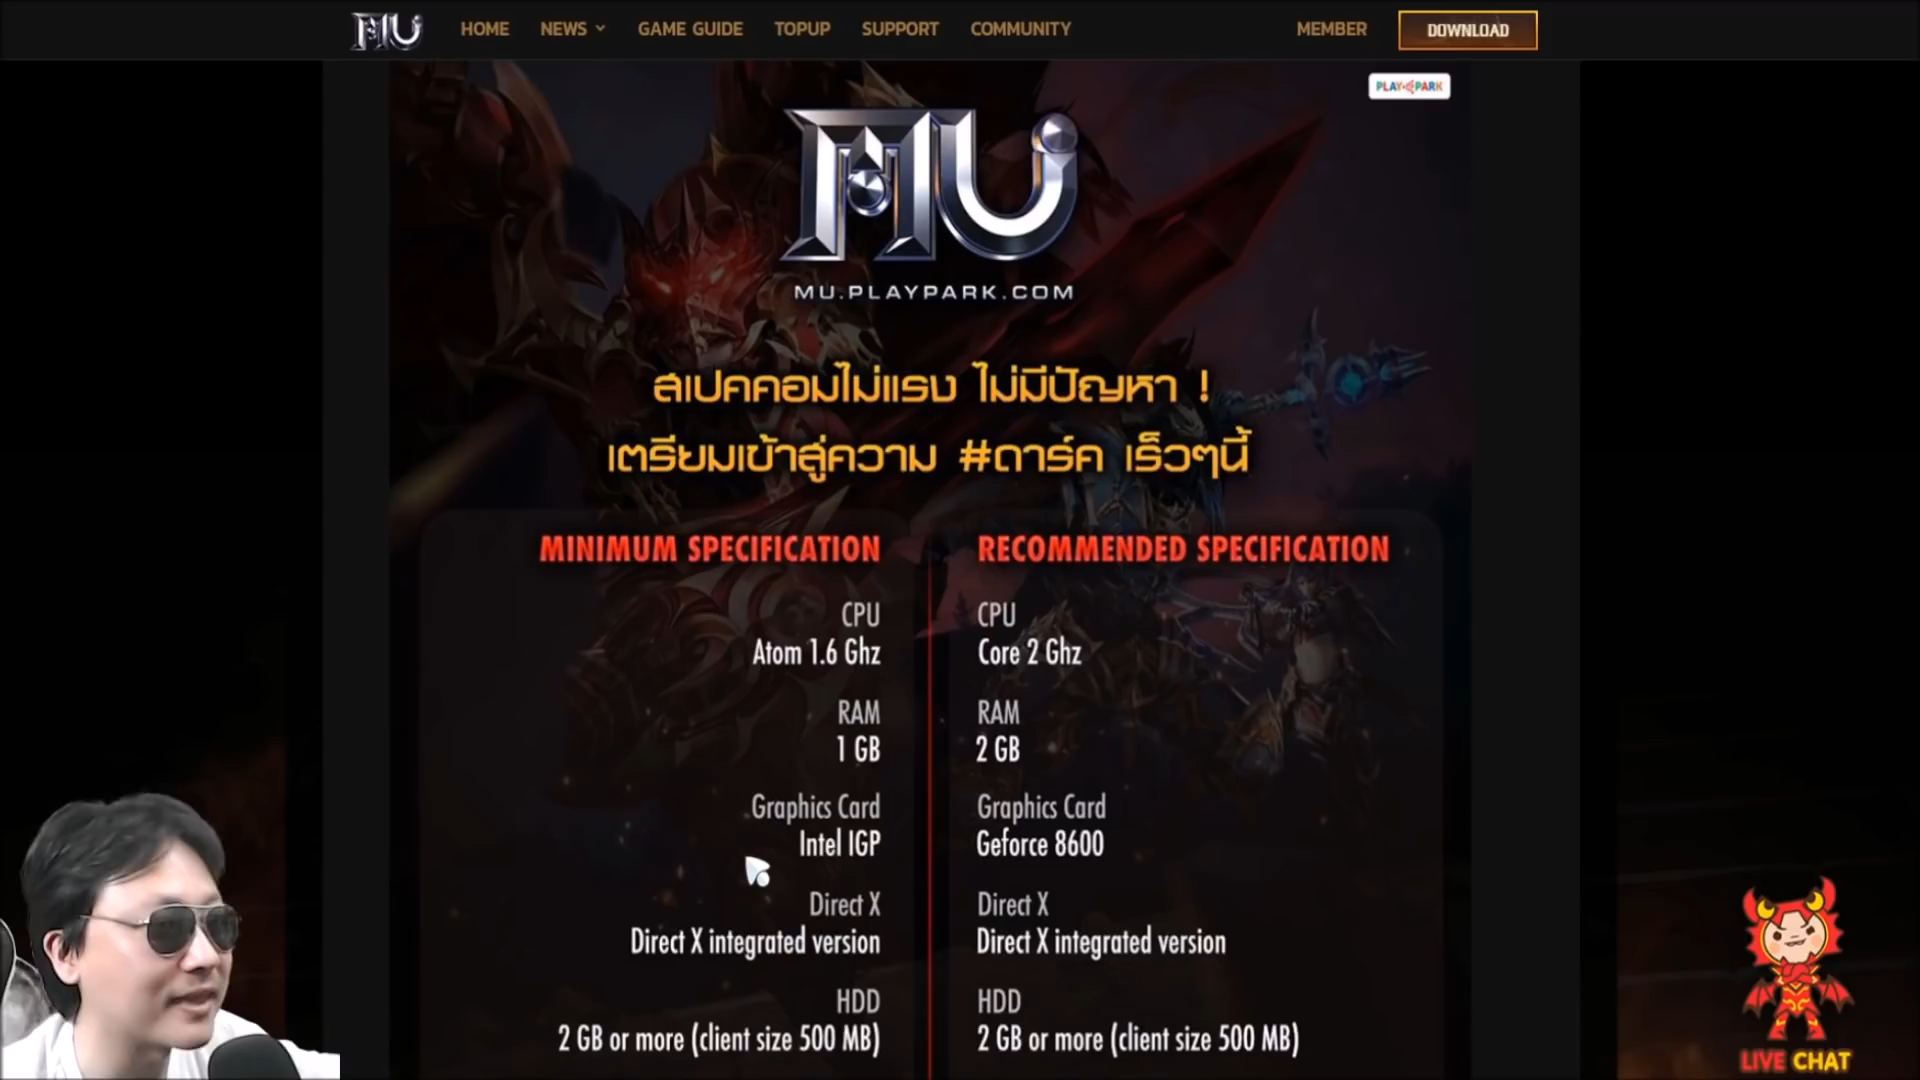 MU HOME NEWS GAME GUIDE TOPUP SUPPORT COMMUNITY MEMBER DOWNLOAD
PLAYPARK
MU
MU.PLAYPARK.COM
สเปคคอมไม่แรง ไม่มีปัญหา !
เตรียมเข้าสู่ความ #ดาร์ค เร็วๆนี้
MINIMUM SPECIFICATION
CPU
Atom 1.6 Ghz
RAM
1 GB
Graphics Card
Intel IGP
Direct X
Direct X integrated version
HDD
2 GB or more (client size 500 MB)
RECOMMENDED SPECIFICATION
CPU
Core 2 Ghz
RAM
2 GB
Graphics Card
Geforce 8600
Direct X
Direct X integrated version
HDD
2 GB or more (client size 500 MB)
LIVE CHAT